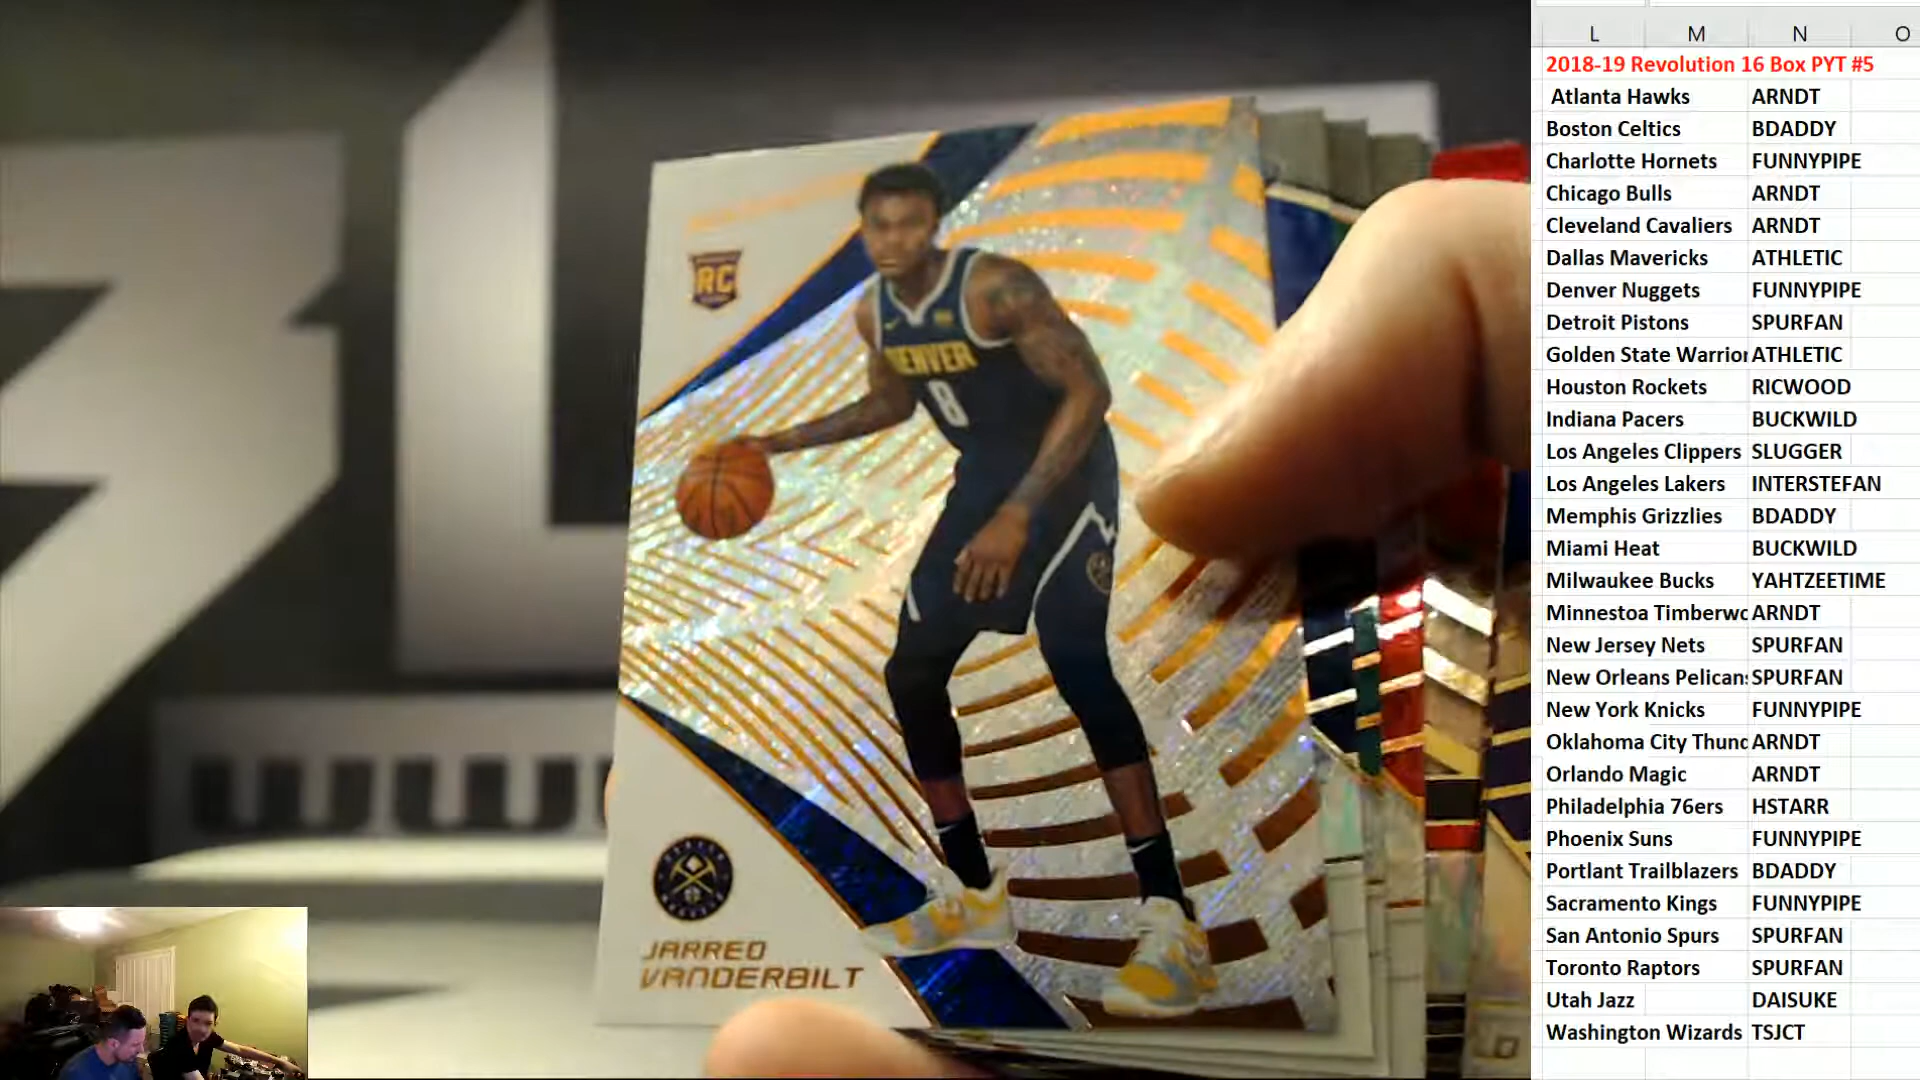 L M N O
2018-19 Revolution 16 Box PYT #5
Atlanta Hawks ARNDT
Boston Celtics BDADDY
Charlotte Hornets FUNNYPIPE
Chicago Bulls ARNDT
Cleveland Cavaliers ARNDT
Dallas Mavericks ATHLETIC
Denver Nuggets FUNNYPIPE
Detroit Pistons SPURFAN
Golden State Warrior ATHLETIC
Houston Rockets RICWOOD
Indiana Pacers BUCKWILD
Los Angeles Clippers SLUGGER
Los Angeles Lakers INTERSTEFAN
Memphis Grizzlies BDADDY
Miami Heat BUCKWILD
Milwaukee Bucks YAHTZEETIME
Minnestoa Timberwo ARNDT
New Jersey Nets SPURFAN
New Orleans Pelicans SPURFAN
New York Knicks FUNNYPIPE
Oklahoma City Thund ARNDT
Orlando Magic ARNDT
Philadelphia 76ers HSTARR
Phoenix Suns FUNNYPIPE
Portlant Trailblazers BDADDY
Sacramento Kings FUNNYPIPE
San Antonio Spurs SPURFAN
Toronto Raptors SPURFAN
Utah Jazz DAISUKE
Washington Wizards TSJCT
RC
DENVER
8
JARRED
VANDERBILT
WWW